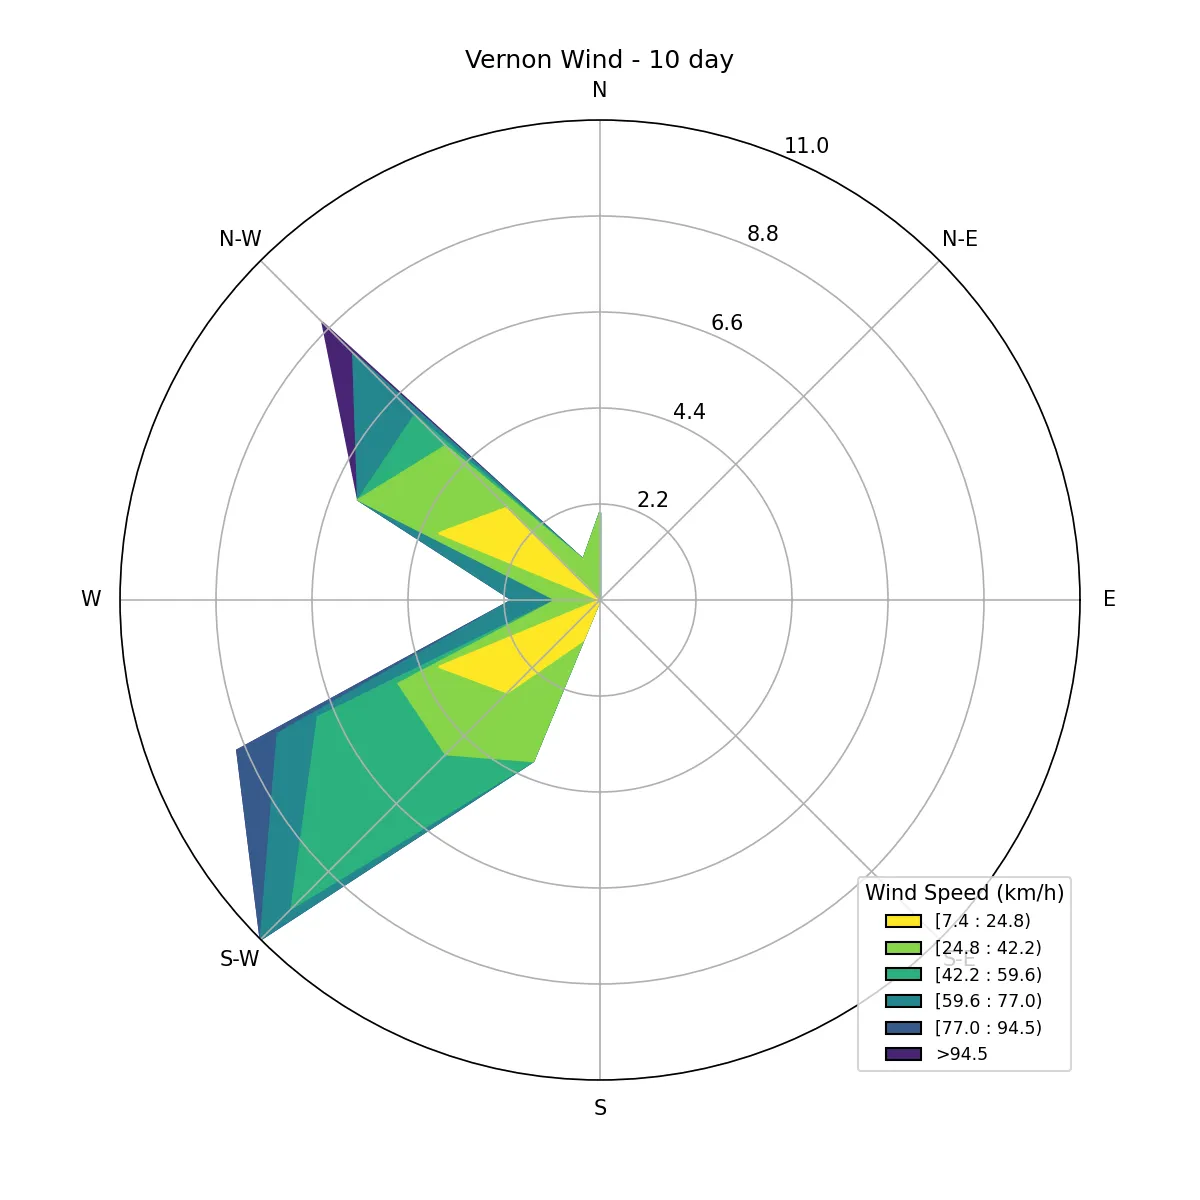 Vernon Wind - 10 day
N
11.0
N-W
8.8
N-E
6.6
4.4
2.2
W
E
S-W
S-E
S
Wind Speed (km/h)
[7.4 : 24.8)
[24.8 : 42.2)
[42.2 : 59.6)
[59.6 : 77.0)
[77.0 : 94.5)
>94.5